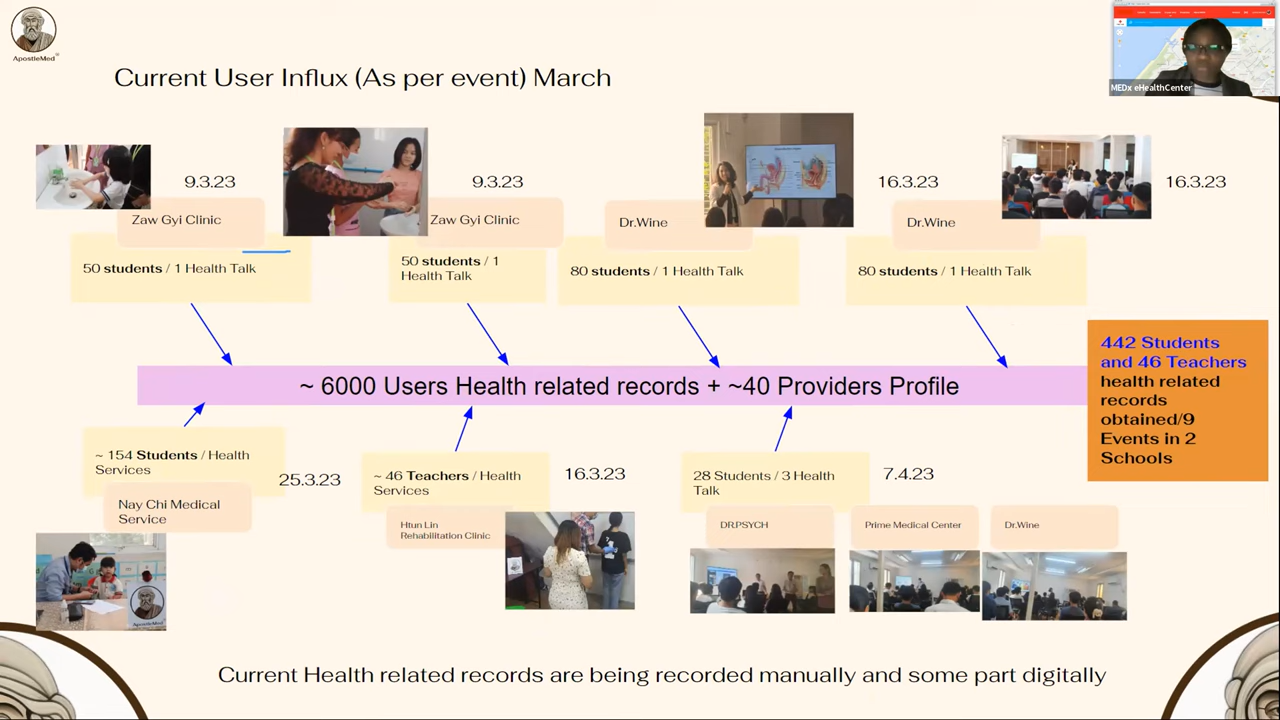 ApostleMed
Current User Influx (As per event) March
MEDx eHealthCenter
9.3.23
9.3.23
16.3.23
16.3.23
Zaw Gyi Clinic
Zaw Gyi Clinic
Dr.Wine
Dr.Wine
50 students / 1 Health Talk
50 students / 1
Health Talk
80 students / 1 Health Talk
80 students / 1 Health Talk
~ 6000 Users Health related records + ~40 Providers Profile
442 Students
and 46 Teachers
health related
records
obtained/9
Events in 2
Schools
~ 154 Students / Health
Services
25.3.23
Nay Chi Medical
Service
~ 46 Teachers / Health
Services
16.3.23
Htun Lin
Rehabilitation Clinic
28 Students / 3 Health
Talk
7.4.23
DR.PSYCH
Prime Medical Center
Dr.Wine
ApostleMed
Current Health related records are being recorded manually and some part digitally